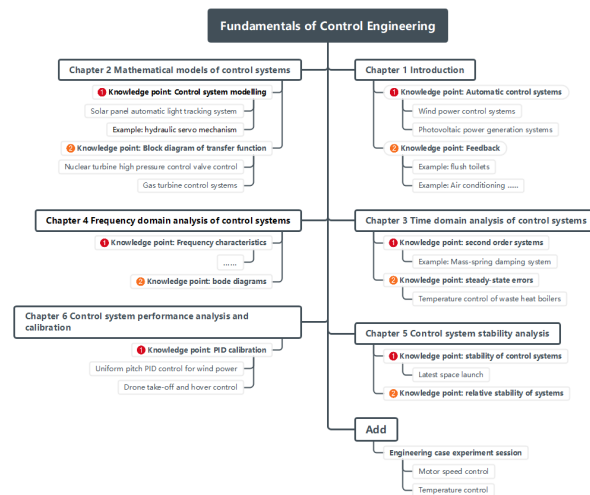 Fundamentals of Control Engineering
Chapter 2 Mathematical models of control systems
1 Knowledge point: Control system modelling
Solar panel automatic light tracking system
Example: hydraulic servo mechanism
2 Knowledge point: Block diagram of transfer function
Nuclear turbine high pressure control valve control
Gas turbine control systems
Chapter 1 Introduction
1 Knowledge point: Automatic control systems
Wind power control systems
Photovoltaic power generation systems
2 Knowledge point: Feedback
Example: flush toilets
Example: Air conditioning ......
Chapter 4 Frequency domain analysis of control systems
1 Knowledge point: Frequency characteristics
......
2 Knowledge point: bode diagrams
Chapter 3 Time domain analysis of control systems
1 Knowledge point: second order systems
Example: Mass-spring damping system
2 Knowledge point: steady-state errors
Temperature control of waste heat boilers
Chapter 6 Control system performance analysis and
calibration
1 Knowledge point: PID calibration
Uniform pitch PID control for wind power
Drone take-off and hover control
Chapter 5 Control system stability analysis
1 Knowledge point: stability of control systems
Latest space launch
2 Knowledge point: relative stability of systems
Add
Engineering case experiment session
Motor speed control
Temperature control